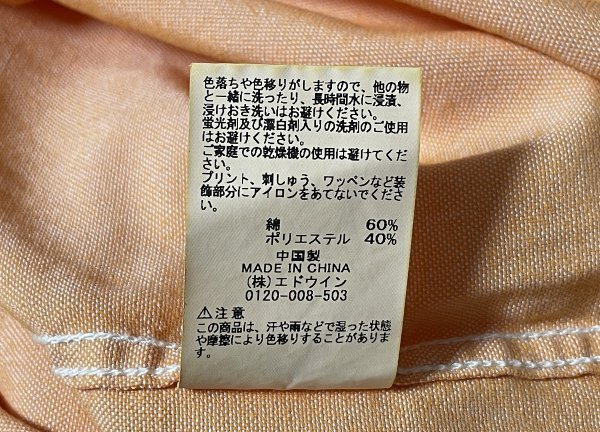 色落ちや色移りがしますので、他の物
と一緒に洗ったり、長時間水に浸漬、
浸けおき洗いはお避けください。
蛍光剤及び漂白剤入りの洗剤のご使用
はお避けください。
ご家庭での乾燥機の使用は避けてくだ
さい。
プリント、刺しゅう、ワッペンなど装
飾部分にアイロンをあてないでくださ
い。
綿 60%
ポリエステル 40%
中国製
MADE IN CHINA
(株)エドウイン
0120-008-503
⚠注意
この商品は、汗や雨などで湿った状態
や摩擦により色移りすることがありま
す。